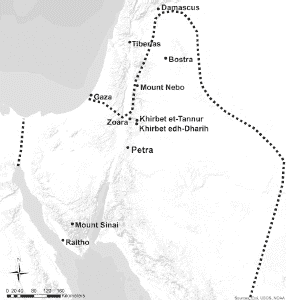 Damascus
Tiberias
Bostra
Mount Nebo
Gaza
Zoara
Khirbet et-Tannur
Khirbet edh-Dharih
Petra
Mount Sinai
Raitho
0 20 40 80 120 160
Kilometers